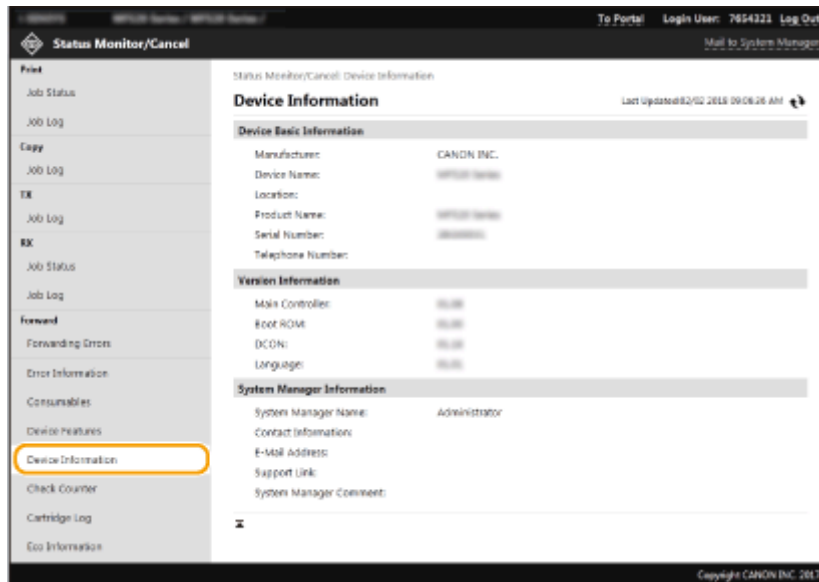 To Portal Login User: 7654321 Log Out
Status Monitor/Cancel
Mail to System Manager
Print
Job Status
Job Log
Copy
Job Log
TX
Job Log
RX
Job Status
Job Log
Forward
Forwarding Errors
Error Information
Consumables
Device Features
Device Information
Check Counter
Cartridge Log
Eco Information
Status Monitor/Cancel: Device Information
Device Information
Last Updated:02/02 2018 09:06:26 AM
Device Basic Information
Manufacturer: CANON INC.
Device Name:
Location:
Product Name:
Serial Number:
Telephone Number:
Version Information
Main Controller:
Boot ROM:
DCON:
Language:
System Manager Information
System Manager Name: Administrator
Contact Information:
E-Mail Address:
Support Link:
System Manager Comment:
Copyright CANON INC. 2017